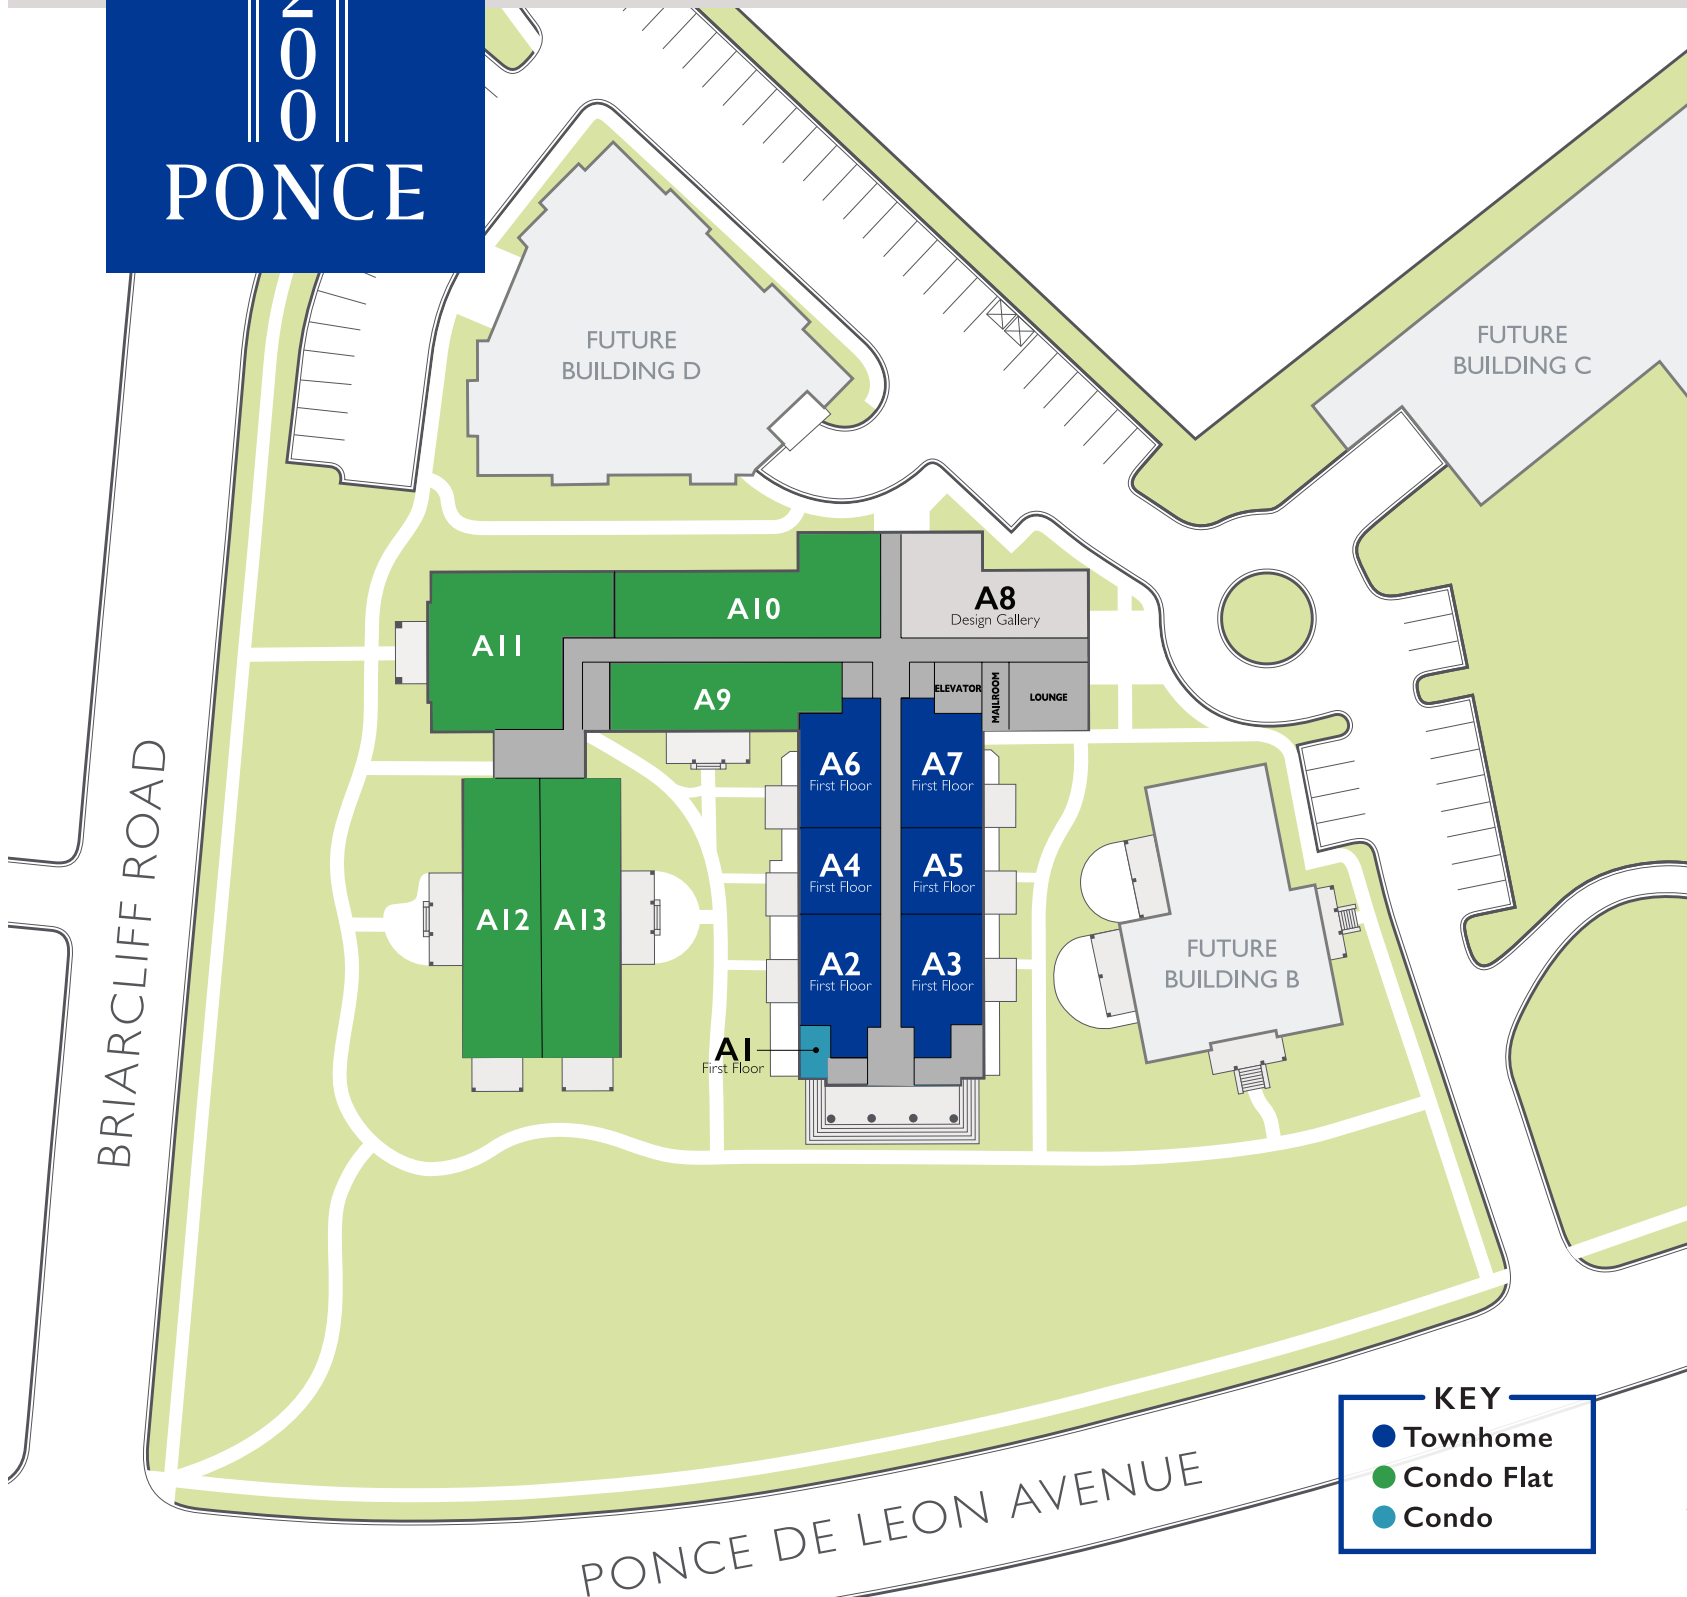 200
PONCE
FUTURE
BUILDING D
FUTURE
BUILDING C
A11
A10
A8
Design Gallery
A9
ELEVATOR
MAILROOM
LOUNGE
A6
First Floor
A7
First Floor
A4
First Floor
A5
First Floor
A12
A13
A2
First Floor
A3
First Floor
A1
First Floor
FUTURE
BUILDING B
BRIARCLIFF ROAD
PONCE DE LEON AVENUE
KEY
Townhome
Condo Flat
Condo